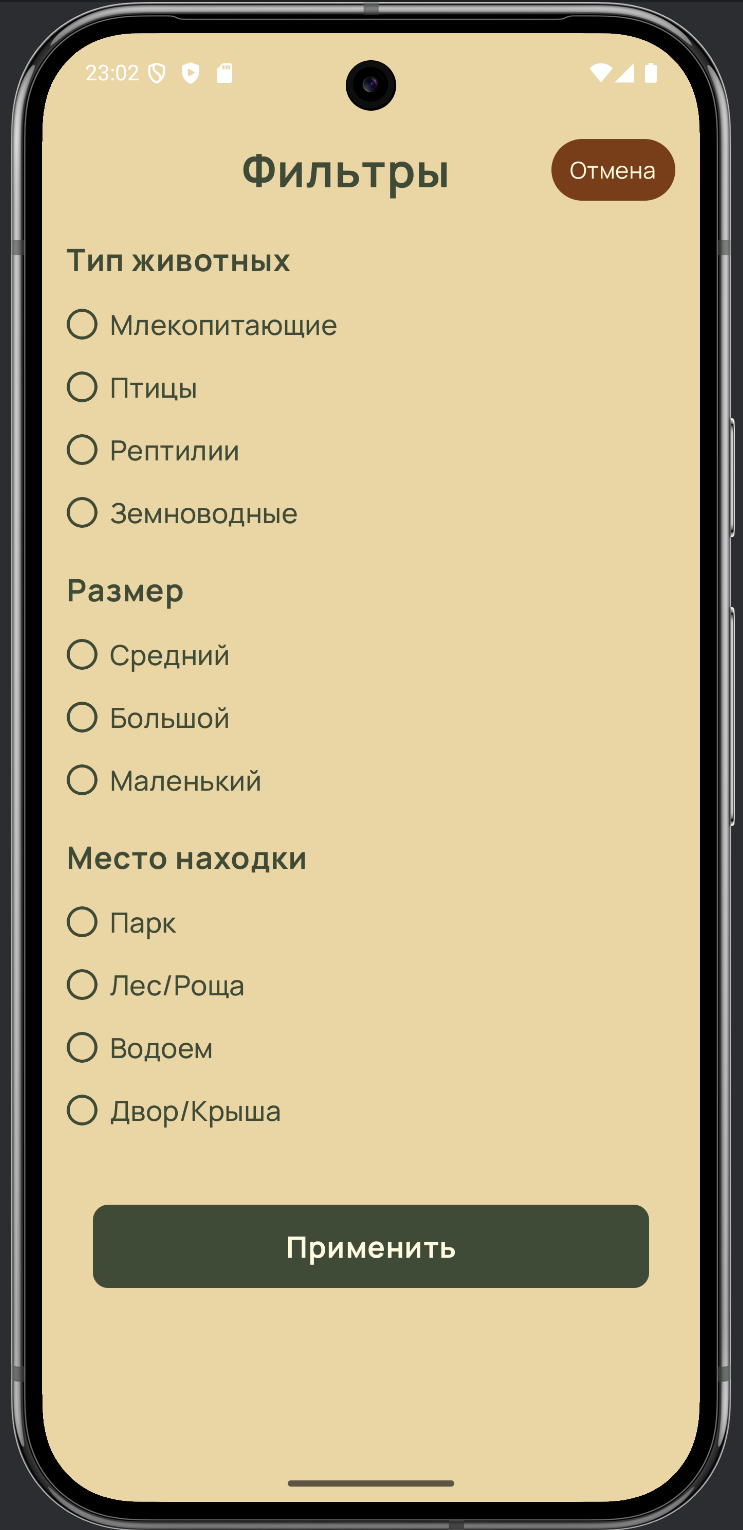 23:02
Фильтры
Отмена
Тип животных
Млекопитающие
Птицы
Рептилии
Земноводные
Размер
Средний
Большой
Маленький
Место находки
Парк
Лес/Роща
Водоем
Двор/Крыша
Применить